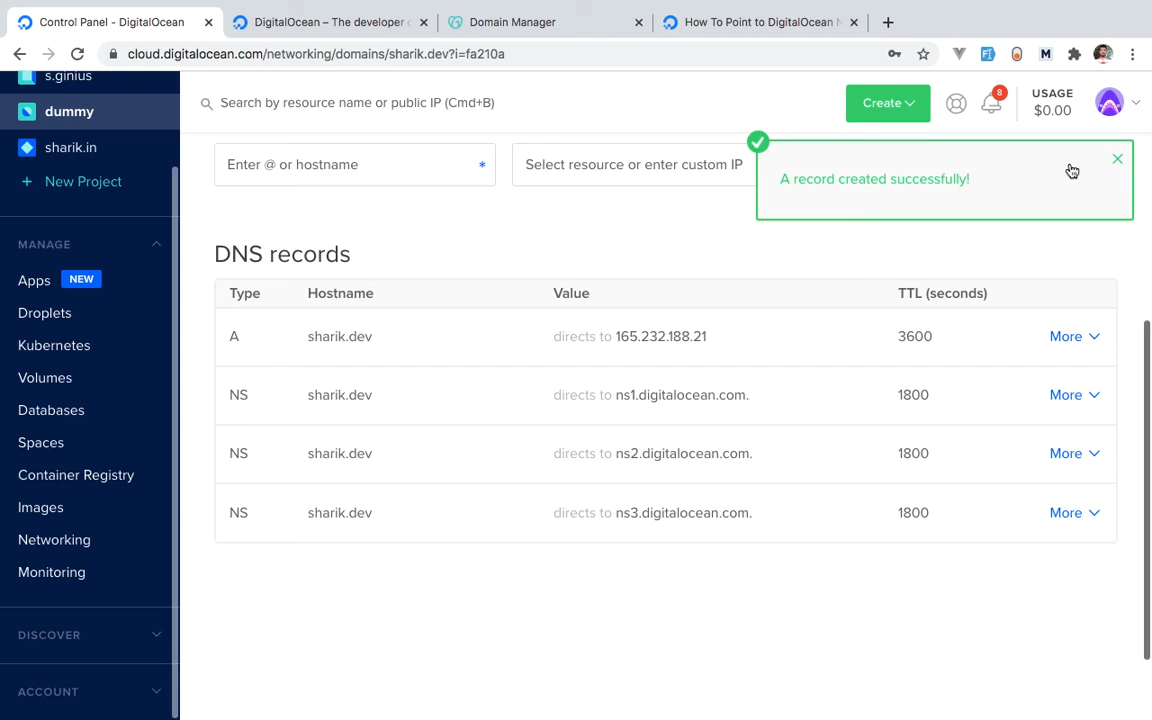 Control Panel - DigitalOcean
DigitalOcean – The developer c
Domain Manager
How To Point to DigitalOcean N
cloud.digitalocean.com/networking/domains/sharik.dev?i=fa210a
s.ginius
dummy
sharik.in
+ New Project
MANAGE
Apps NEW
Droplets
Kubernetes
Volumes
Databases
Spaces
Container Registry
Images
Networking
Monitoring
DISCOVER
ACCOUNT
Search by resource name or public IP (Cmd+B)
Create
8
USAGE
$0.00
Enter @ or hostname *
Select resource or enter custom IP
A record created successfully!
DNS records
Type Hostname Value TTL (seconds)
A sharik.dev directs to 165.232.188.21 3600 More
NS sharik.dev directs to ns1.digitalocean.com. 1800 More
NS sharik.dev directs to ns2.digitalocean.com. 1800 More
NS sharik.dev directs to ns3.digitalocean.com. 1800 More